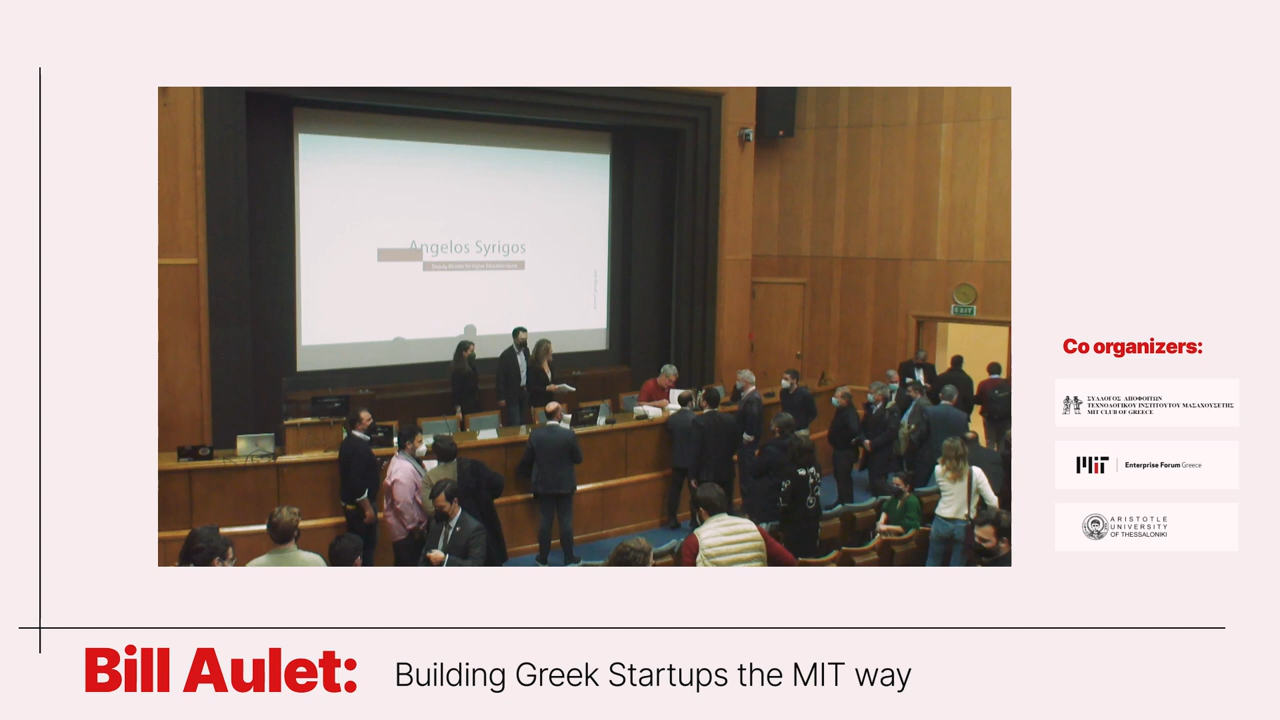 Angelos Syrigos
EXIT
Co organizers:
ΣΥΛΛΟΓΟΣ ΑΠΟΦΟΙΤΩΝ
ΤΕΧΝΟΛΟΓΙΚΟΥ ΙΝΣΤΙΤΟΥΤΟΥ ΜΑΣΑΧΟΥΣΕΤΗΣ
MIT CLUB OF GREECE
MIT Enterprise Forum Greece
ARISTOTLE
UNIVERSITY
OF THESSALONIKI
Bill Aulet: Building Greek Startups the MIT way